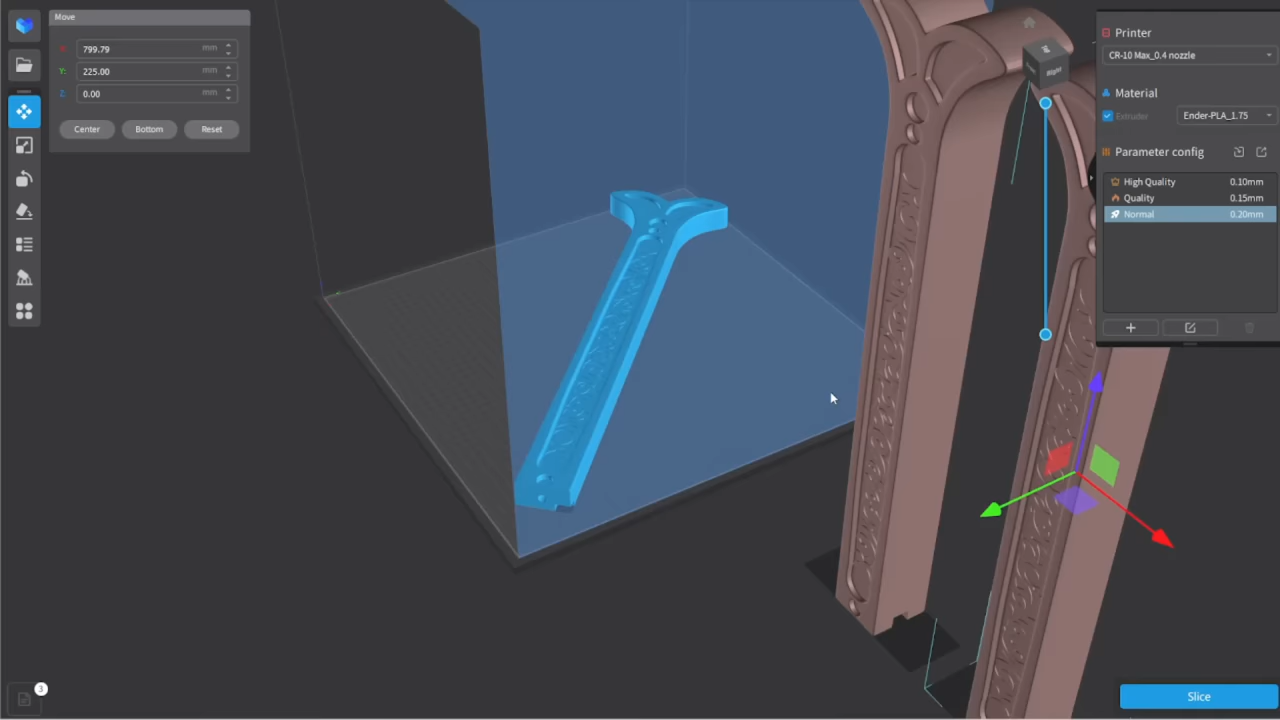 Move
X: 799.79 mm
Y: 225.00 mm
Z: 0.00 mm
Center
Bottom
Reset
Right
Printer
CR-10 Max_0.4 nozzle
Material
Extruder
Ender-PLA_1.75
Parameter config
High Quality 0.10mm
Quality 0.15mm
Normal 0.20mm
3
Slice